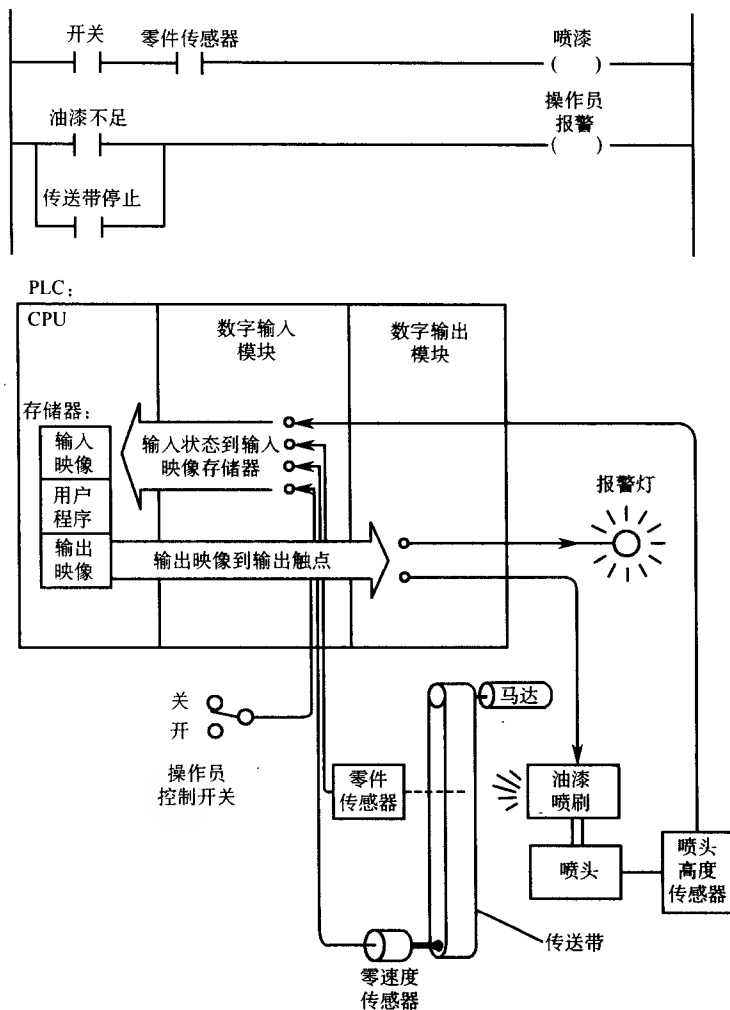 开关
零件传感器
喷漆
油漆不足
操作员
报警
传送带停止
PLC：
CPU
数字输入
模块
数字输出
模块
存储器：
输入
映像
用户
程序
输出
映像
输入状态到输入
映像存储器
输出映像到输出触点
报警灯
关
开
操作员
控制开关
马达
零件
传感器
油漆
喷刷
喷头
喷头
高度
传感器
传送带
零速度
传感器